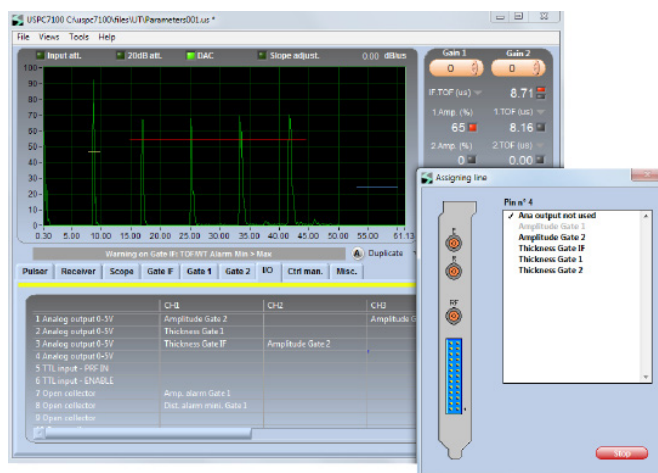 USPC7100 C:\uspc7100\files\UT\Parameters001.us *
File Views Tools Help
Input att. 20dB att. DAC Slope adjust. 0.00 dB/us
Gain 1 Gain 2
0 0
IF.TOF (us) 8.71
1.Amp. (%) 1.TOF (us)
65 8.16
2.Amp. (%) 2.TOF (us)
0 0.00
100
90
80
70
60
50
40
30
20
10
0
0.30 5.00 10.00 15.00 20.00 25.00 30.00 35.00 40.00 45.00 50.00 55.00 61.13
Warning on Gate IF: TOF/WT Alarm Min > Max
A Duplicate
Pulser Receiver Scope Gate IF Gate 1 Gate 2 I/O Ctrl man. Misc.
CH1 CH2 CH3
1 Analog output 0-5V Amplitude Gate 2 Amplitude G
2 Analog output 0-5V Thickness Gate 1
3 Analog output 0-5V Thickness Gate IF Amplitude Gate 2
4 Analog output 0-5V
5 TTL input - PRF IN
6 TTL input - ENABLE
7 Open collector Amp. alarm Gate 1
8 Open collector Dist. alarm mini. Gate 1
9 Open collector
Assigning line
Pin n° 4
✓ Ana output not used
Amplitude Gate 1
Amplitude Gate 2
Thickness Gate IF
Thickness Gate 1
Thickness Gate 2
E
R
RF
Stop